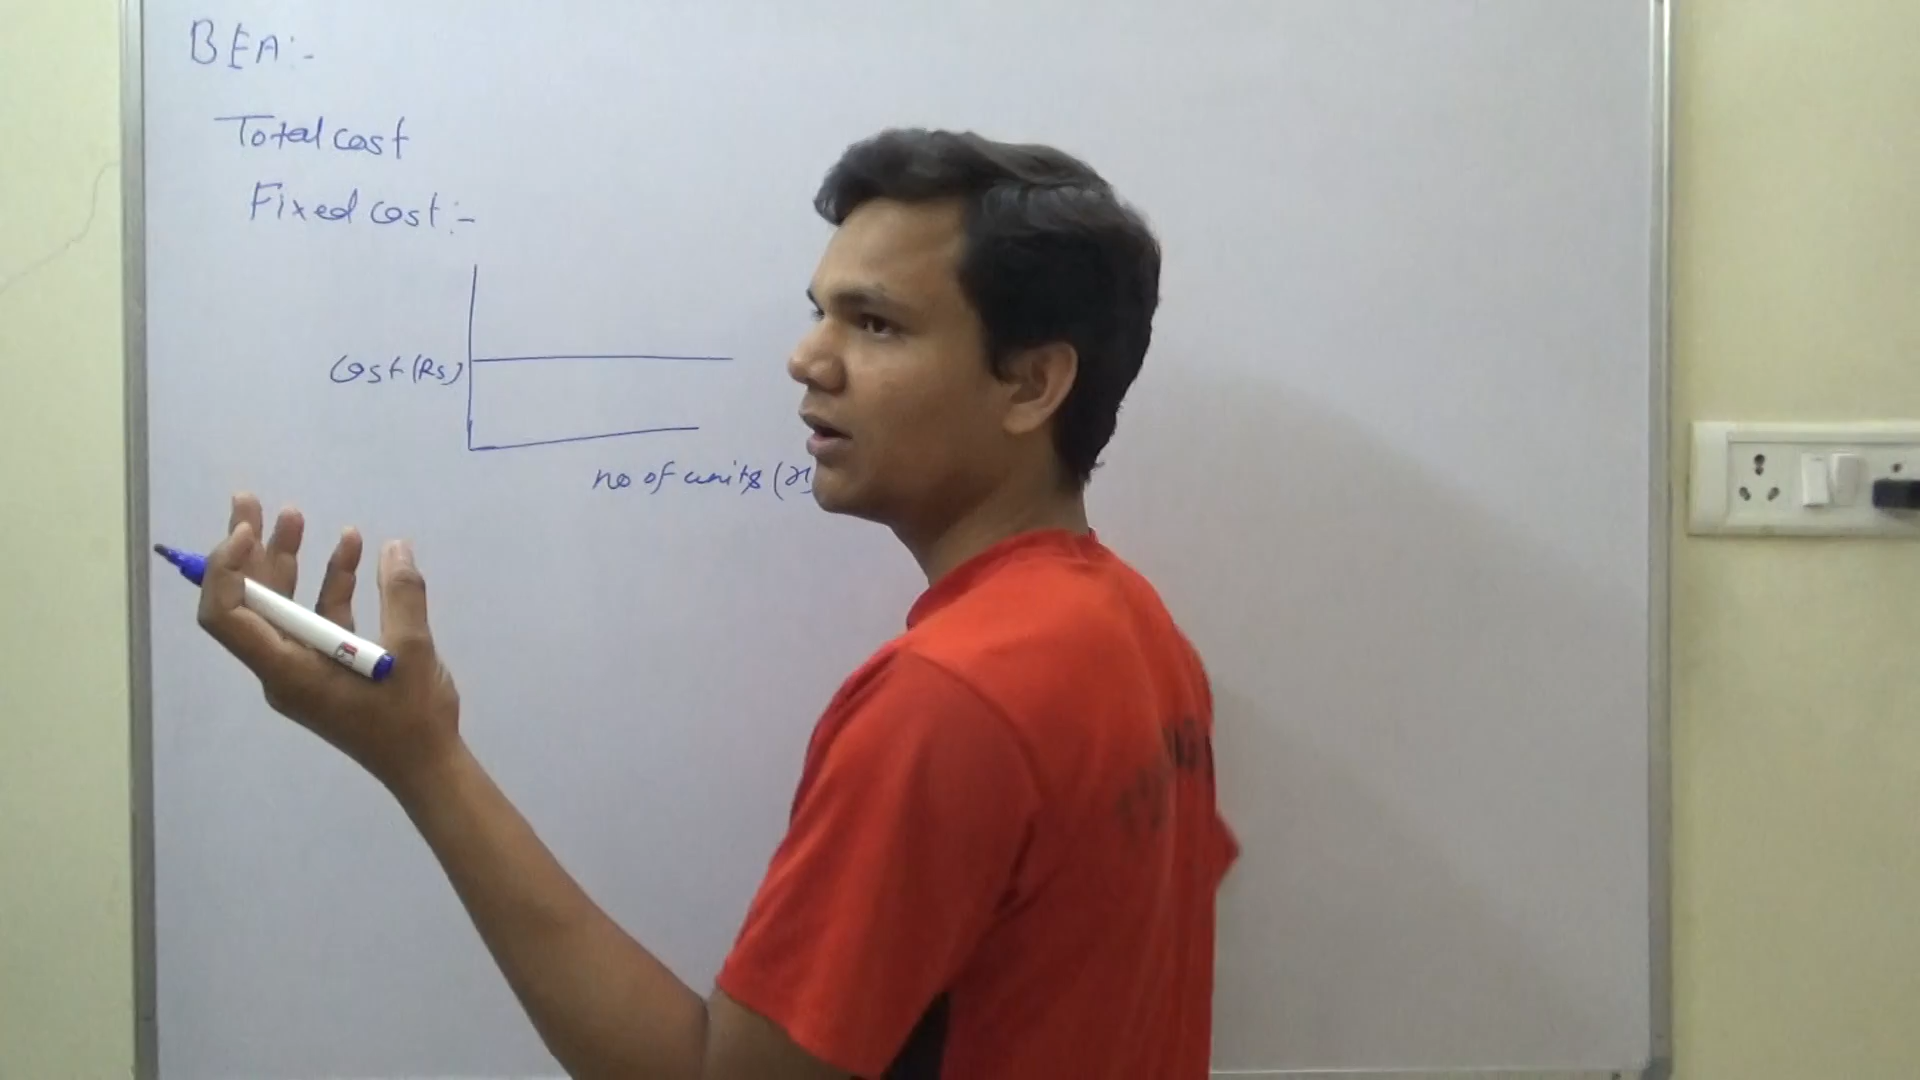 BEA:-
Total cost
Fixed cost:-
Cost (Rs)
no of units (x)